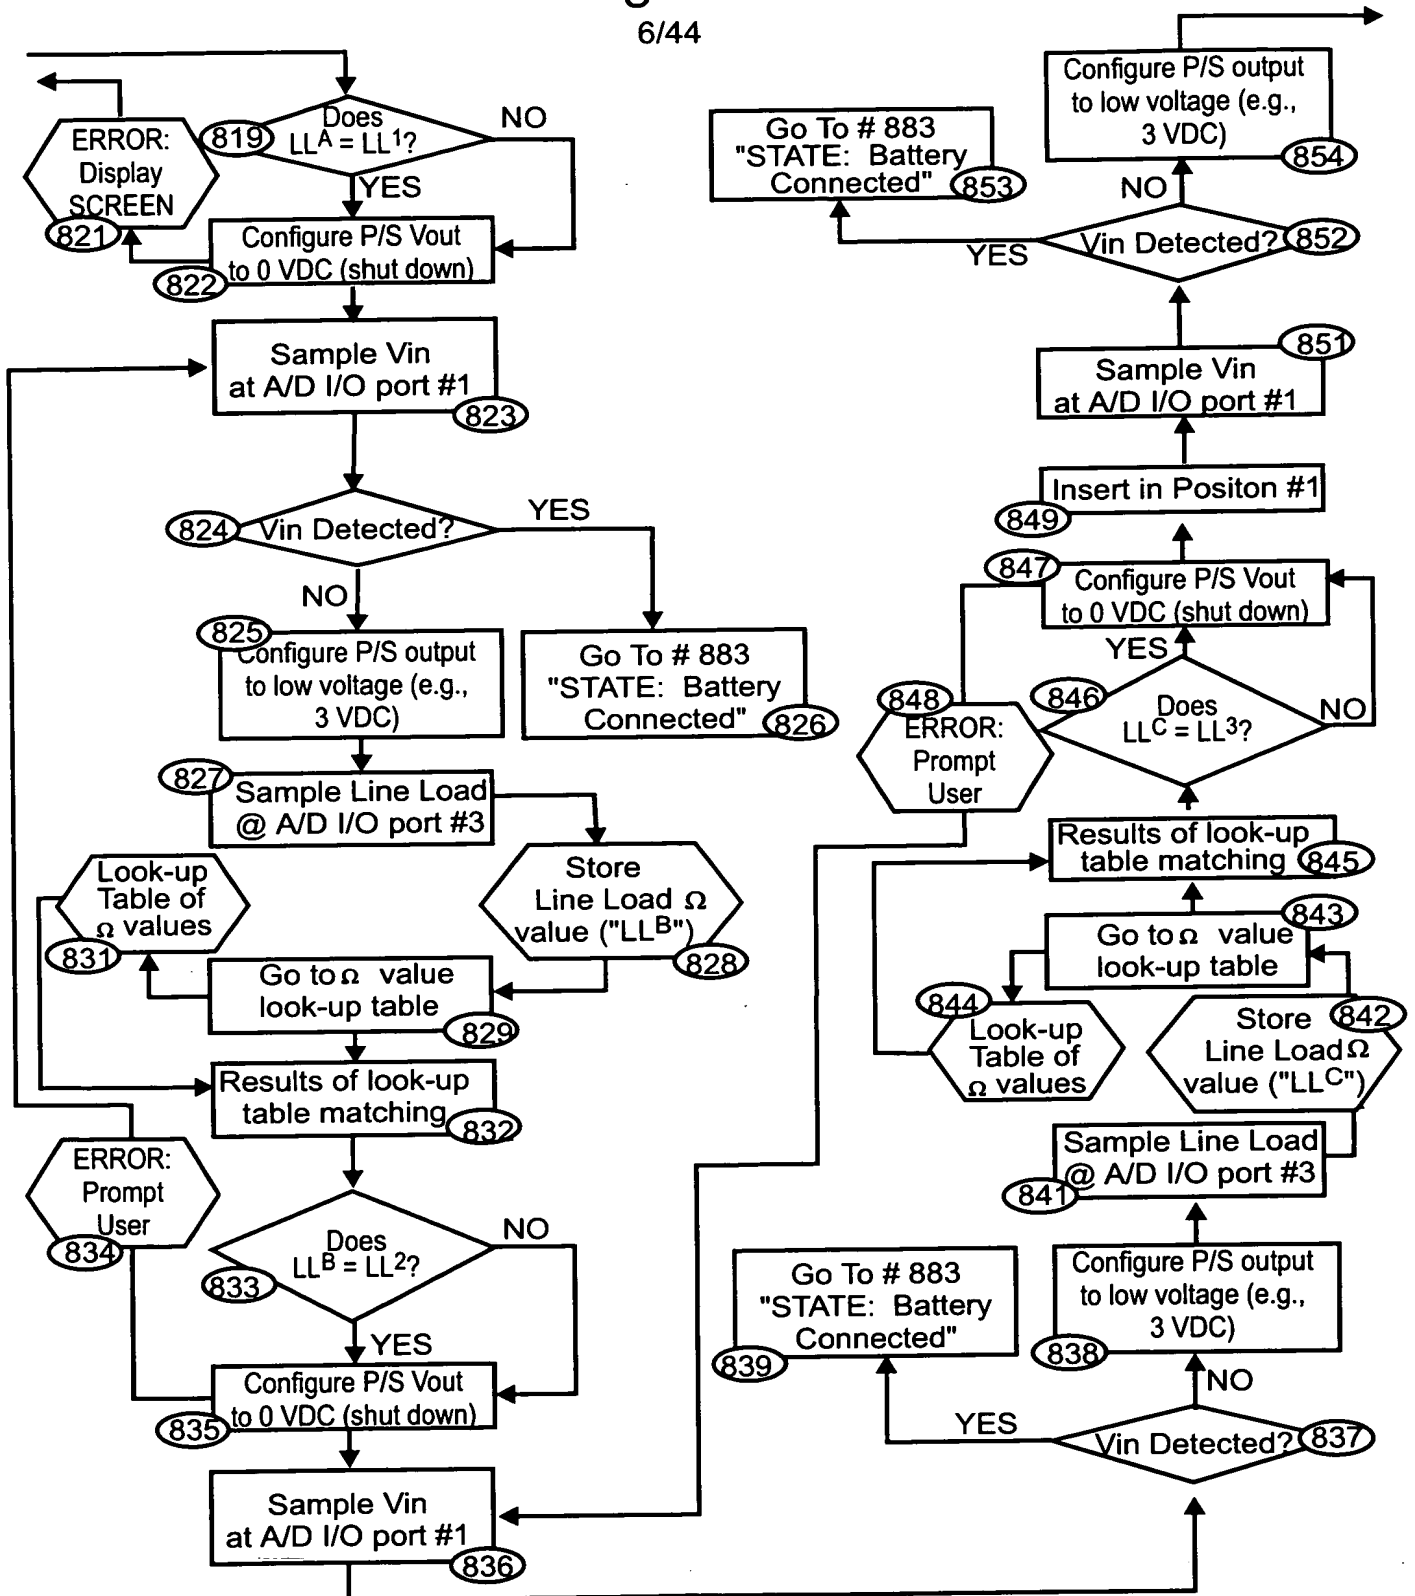 6/44
Does
LLᴬ = LL¹?
819
NO
YES
ERROR:
Display
SCREEN
821
Configure P/S Vout
to 0 VDC (shut down)
822
Sample Vin
at A/D I/O port #1
823
824
Vin Detected?
YES
NO
825
Configure P/S output
to low voltage (e.g.,
3 VDC)
Go To # 883
"STATE: Battery
Connected"
826
827
Sample Line Load
@ A/D I/O port #3
Store
Line Load Ω
value ("LLᴮ")
828
Look-up
Table of
Ω values
831
Go to Ω value
look-up table
829
Results of look-up
table matching
832
ERROR:
Prompt
User
834
Does
LLᴮ = LL²?
833
NO
YES
Configure P/S Vout
to 0 VDC (shut down)
835
Sample Vin
at A/D I/O port #1
836
Configure P/S output
to low voltage (e.g.,
3 VDC)
854
Go To # 883
"STATE: Battery
Connected"
853
NO
YES
Vin Detected?
852
851
Sample Vin
at A/D I/O port #1
Insert in Positon #1
849
847
Configure P/S Vout
to 0 VDC (shut down)
YES
848
ERROR:
Prompt
User
846
Does
LLᶜ = LL³?
NO
Results of look-up
table matching
845
843
Go to Ω value
look-up table
844
Look-up
Table of
Ω values
842
Store
Line Load Ω
value ("LLᶜ")
Sample Line Load
@ A/D I/O port #3
841
Configure P/S output
to low voltage (e.g.,
3 VDC)
838
Go To # 883
"STATE: Battery
Connected"
839
NO
YES
Vin Detected?
837